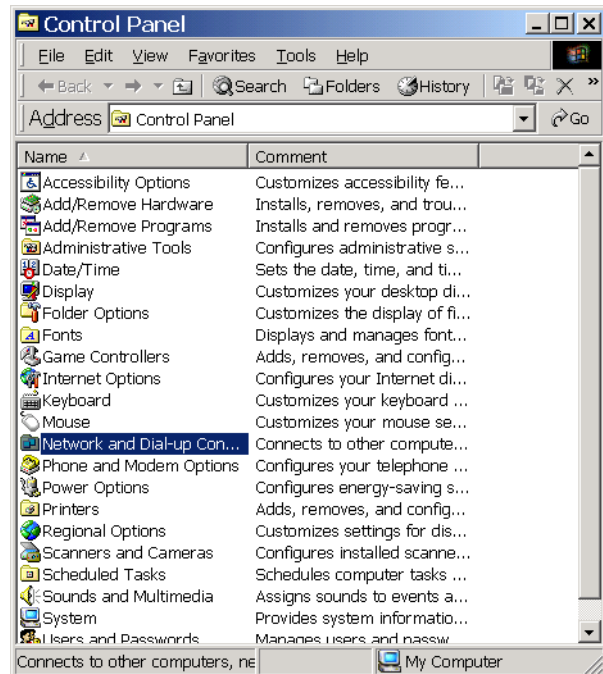 Control Panel
File Edit View Favorites Tools Help
Back Search Folders History »
Address Control Panel Go
Name Comment
Accessibility Options Customizes accessibility fe...
Add/Remove Hardware Installs, removes, and trou...
Add/Remove Programs Installs and removes progr...
Administrative Tools Configures administrative s...
Date/Time Sets the date, time, and ti...
Display Customizes your desktop di...
Folder Options Customizes the display of fi...
Fonts Displays and manages font...
Game Controllers Adds, removes, and config...
Internet Options Configures your Internet di...
Keyboard Customizes your keyboard ...
Mouse Customizes your mouse se...
Network and Dial-up Con... Connects to other compute...
Phone and Modem Options Configures your telephone ...
Power Options Configures energy-saving s...
Printers Adds, removes, and config...
Regional Options Customizes settings for dis...
Scanners and Cameras Configures installed scanne...
Scheduled Tasks Schedules computer tasks ...
Sounds and Multimedia Assigns sounds to events a...
System Provides system informatio...
Users and Passwords Manages users and passw
Connects to other computers, ne My Computer